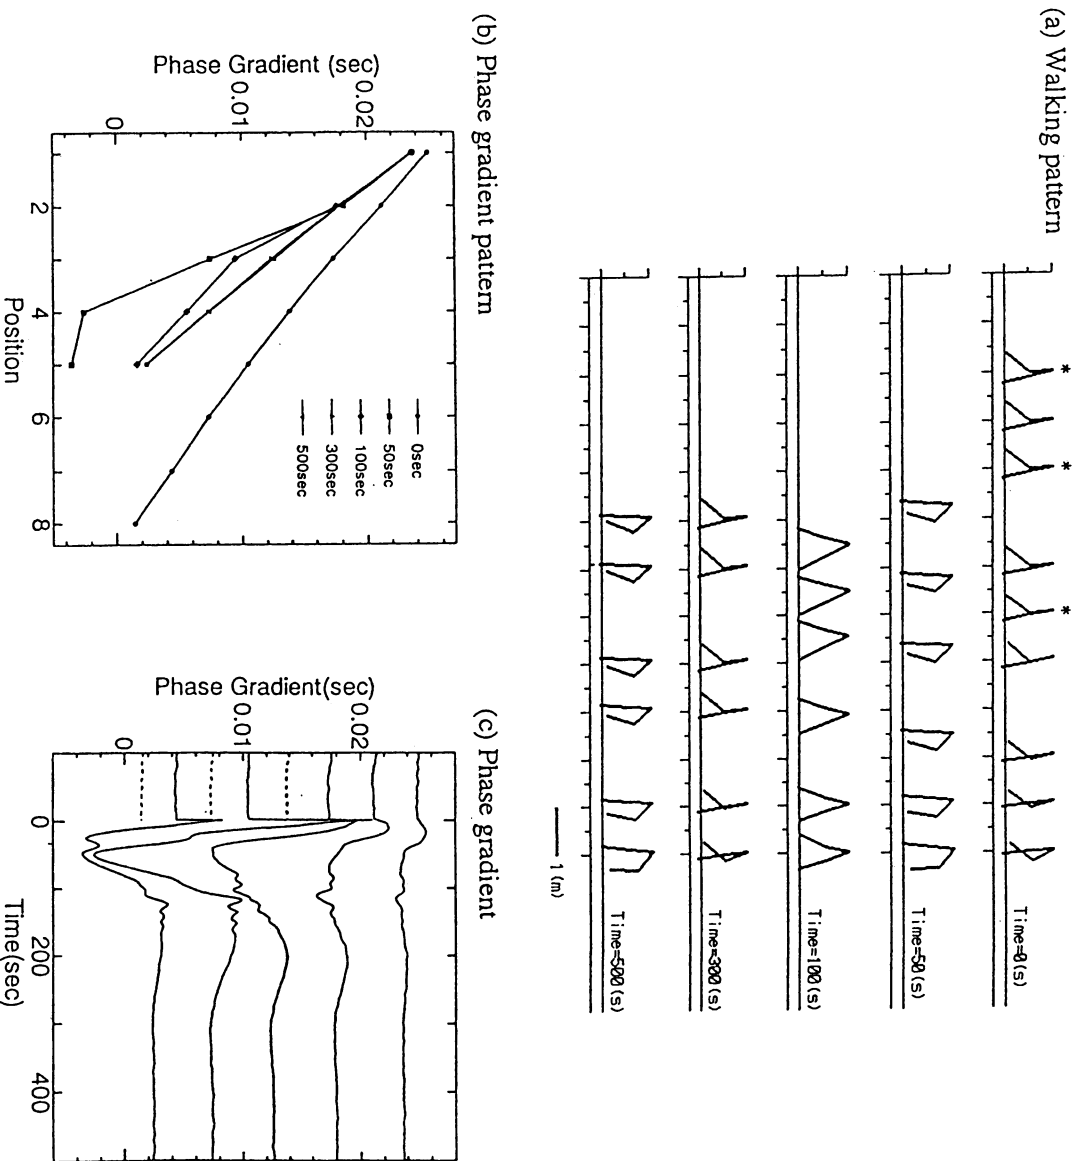 (a) Walking pattern
* * *
Time=0(s)
Time=50(s)
Time=100(s)
Time=300(s)
Time=500(s)
1 (m)
(b) Phase gradient pattern
Phase Gradient (sec)
0.02
0.01
0
0sec
50sec
100sec
300sec
500sec
2 4 6 8
Position
(c) Phase gradient
Phase Gradient(sec)
0.02
0.01
0
0 200 400
Time(sec)